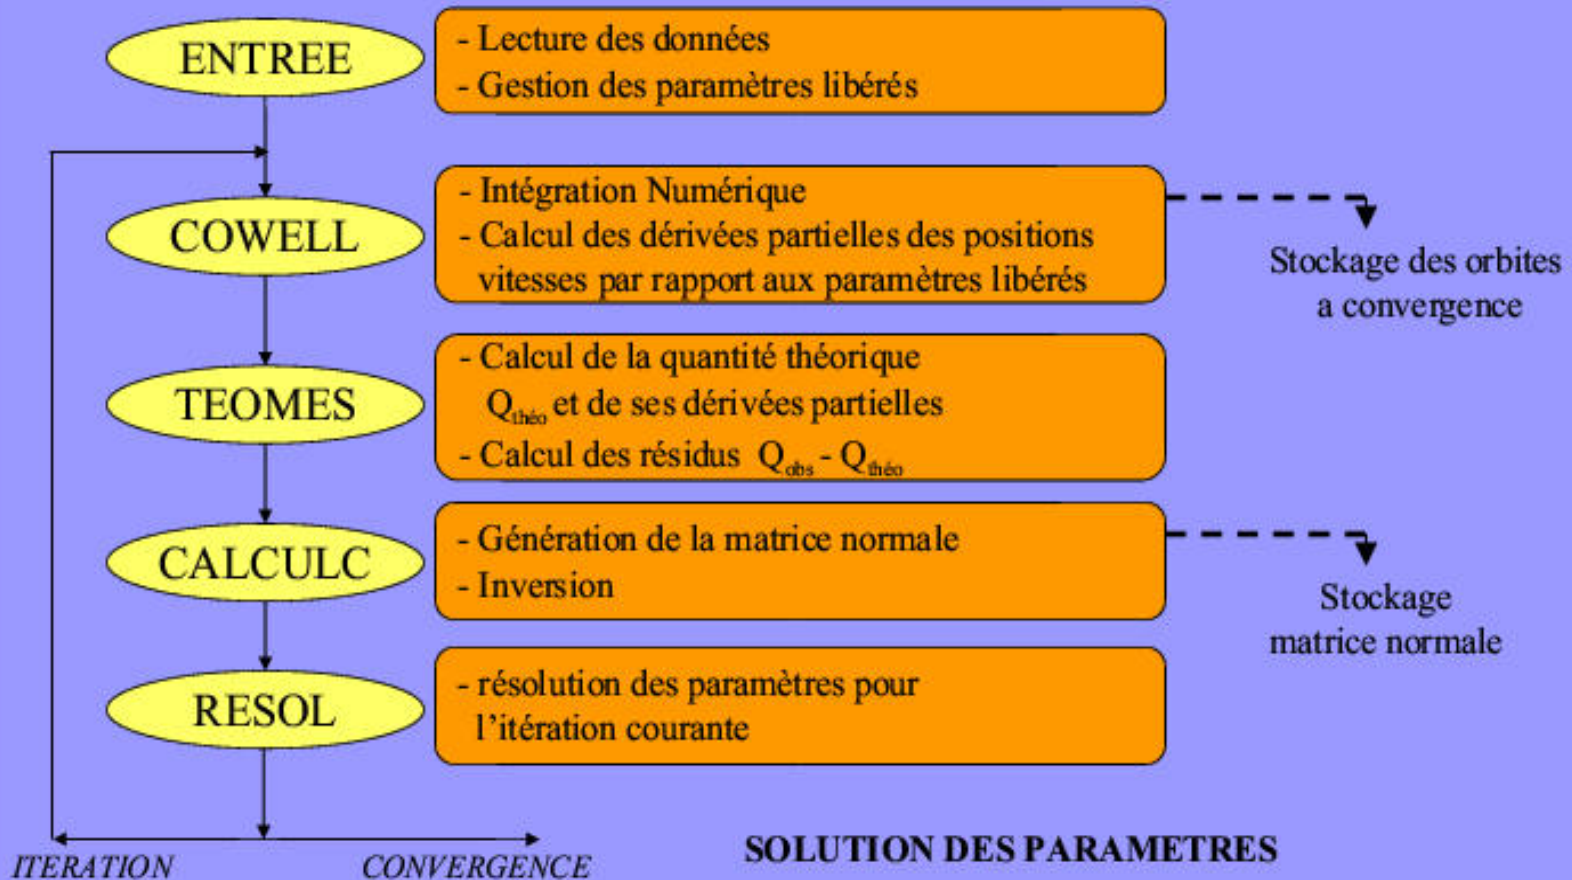 ENTREE
- Lecture des données
- Gestion des paramètres libérés
COWELL
- Intégration Numérique
- Calcul des dérivées partielles des positions
vitesses par rapport aux paramètres libérés
Stockage des orbites
a convergence
TEOMES
- Calcul de la quantité théorique
Qthéo et de ses dérivées partielles
- Calcul des résidus Qobs - Qthéo
CALCULC
- Génération de la matrice normale
- Inversion
Stockage
matrice normale
RESOL
- résolution des paramètres pour
l'itération courante
ITERATION
CONVERGENCE
SOLUTION DES PARAMETRES